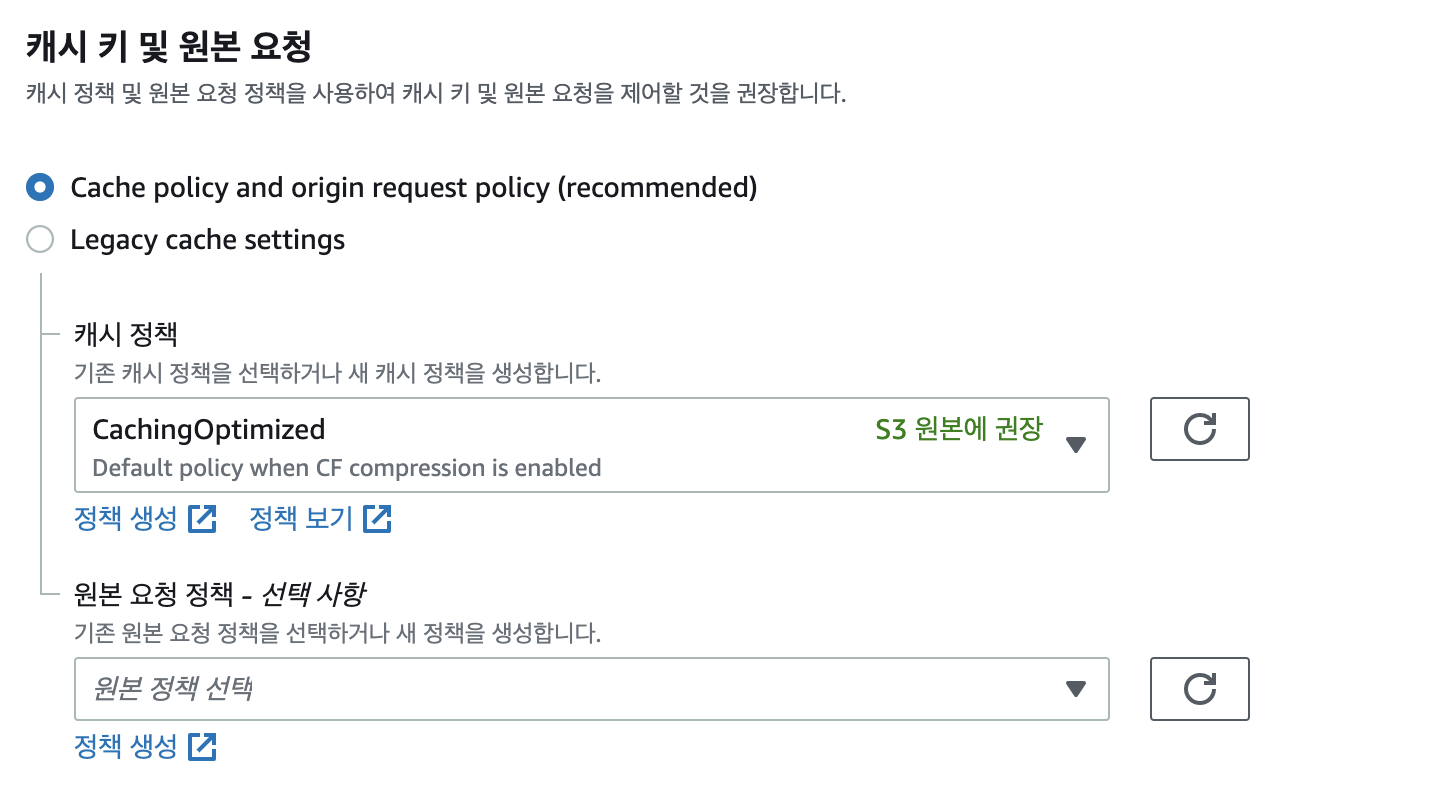 캐시 키 및 원본 요청
캐시 정책 및 원본 요청 정책을 사용하여 캐시 키 및 원본 요청을 제어할 것을 권장합니다.
Cache policy and origin request policy (recommended)
Legacy cache settings
캐시 정책
기존 캐시 정책을 선택하거나 새 캐시 정책을 생성합니다.
CachingOptimized S3 원본에 권장
Default policy when CF compression is enabled
정책 생성 정책 보기
원본 요청 정책 - 선택 사항
기존 원본 요청 정책을 선택하거나 새 정책을 생성합니다.
원본 정책 선택
정책 생성